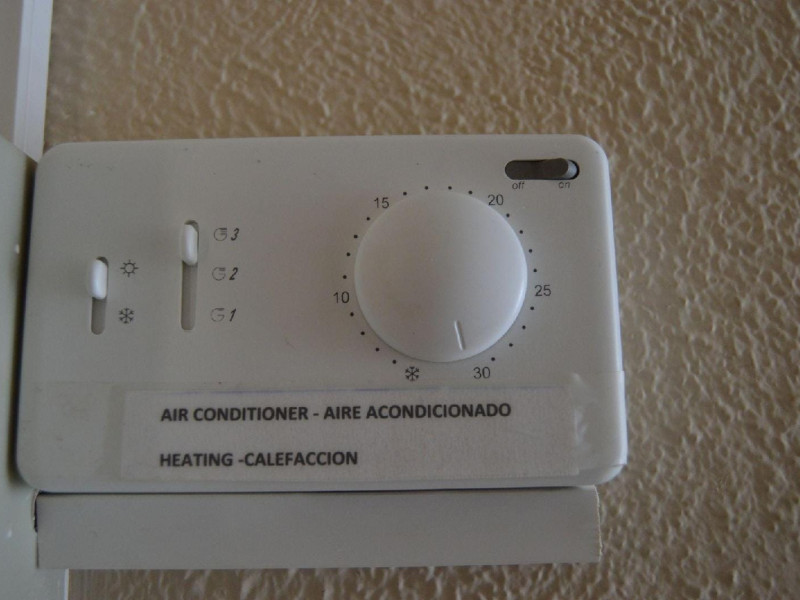 off on
15 20
3
2
10 25
1
30
AIR CONDITIONER - AIRE ACONDICIONADO
HEATING -CALEFACCION